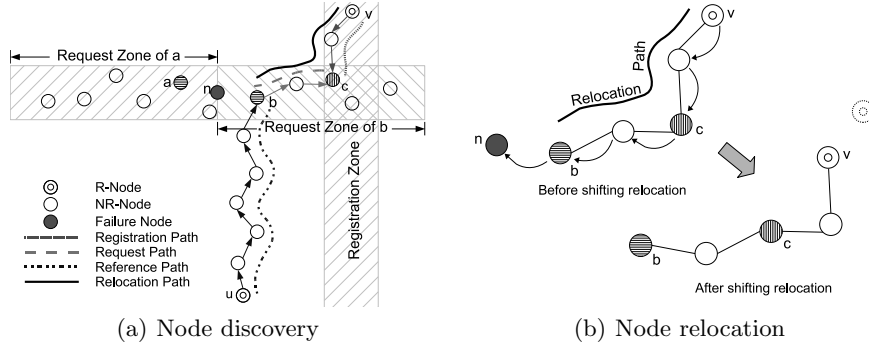 Request Zone of a
v
a
n
c
b
Request Zone of b
Registration Zone
u
R-Node
NR-Node
Failure Node
Registration Path
Request Path
Reference Path
Relocation Path
(a) Node discovery
v
Relocation Path
n
c
b
Before shifting relocation
v
b
c
After shifting relocation
(b) Node relocation